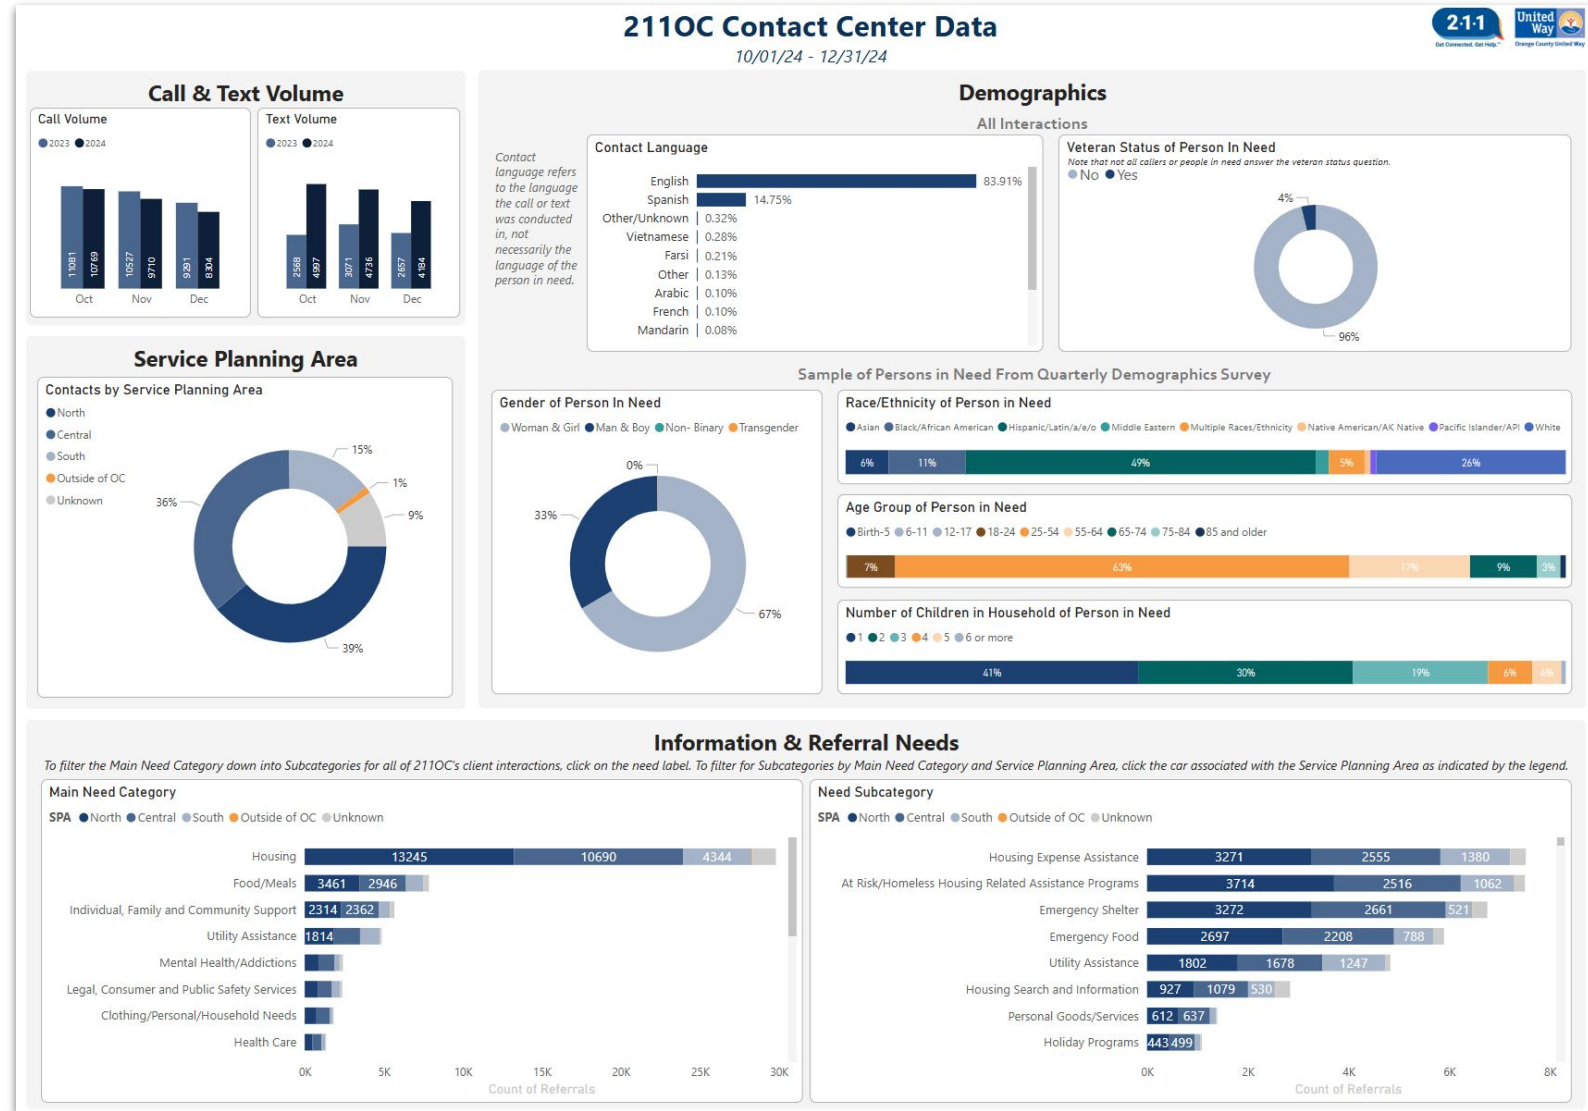 211OC Contact Center Data
10/01/24 - 12/31/24
2·1·1
Get Connected. Get Help.™
United
Way
Orange County United Way
Call & Text Volume
Call Volume
2023 2024
11081 10769 10527 9710 9291 8304
Oct Nov Dec
Text Volume
2023 2024
2568 4997 3071 4736 2657 4184
Oct Nov Dec
Service Planning Area
Contacts by Service Planning Area
North
Central
South
Outside of OC
Unknown
15%
1%
9%
36%
39%
Demographics
All Interactions
Contact
language refers
to the language
the call or text
was conducted
in, not
necessarily the
language of the
person in need.
Contact Language
English 83.91%
Spanish 14.75%
Other/Unknown 0.32%
Vietnamese 0.28%
Farsi 0.21%
Other 0.13%
Arabic 0.10%
French 0.10%
Mandarin 0.08%
Veteran Status of Person In Need
Note that not all callers or people in need answer the veteran status question.
No Yes
4%
96%
Sample of Persons in Need From Quarterly Demographics Survey
Gender of Person In Need
Woman & Girl Man & Boy Non- Binary Transgender
0%
33%
67%
Race/Ethnicity of Person in Need
Asian Black/African American Hispanic/Latin/a/e/o Middle Eastern Multiple Races/Ethnicity Native American/AK Native Pacific Islander/API White
6% 11% 49% 5% 26%
Age Group of Person in Need
Birth-5 6-11 12-17 18-24 25-54 55-64 65-74 75-84 85 and older
7% 63% 17% 9% 3%
Number of Children in Household of Person in Need
1 2 3 4 5 6 or more
41% 30% 19% 6%
Information & Referral Needs
To filter the Main Need Category down into Subcategories for all of 211OC's client interactions, click on the need label. To filter for Subcategories by Main Need Category and Service Planning Area, click the car associated with the Service Planning Area as indicated by the legend.
Main Need Category
SPA North Central South Outside of OC Unknown
Housing 13245 10690 4344
Food/Meals 3461 2946
Individual, Family and Community Support 2314 2362
Utility Assistance 1814
Mental Health/Addictions
Legal, Consumer and Public Safety Services
Clothing/Personal/Household Needs
Health Care
0K 5K 10K 15K 20K 25K 30K
Count of Referrals
Need Subcategory
SPA North Central South Outside of OC Unknown
Housing Expense Assistance 3271 2555 1380
At Risk/Homeless Housing Related Assistance Programs 3714 2516 1062
Emergency Shelter 3272 2661 521
Emergency Food 2697 2208 788
Utility Assistance 1802 1678 1247
Housing Search and Information 927 1079 530
Personal Goods/Services 612 637
Holiday Programs 443 499
0K 2K 4K 6K 8K
Count of Referrals